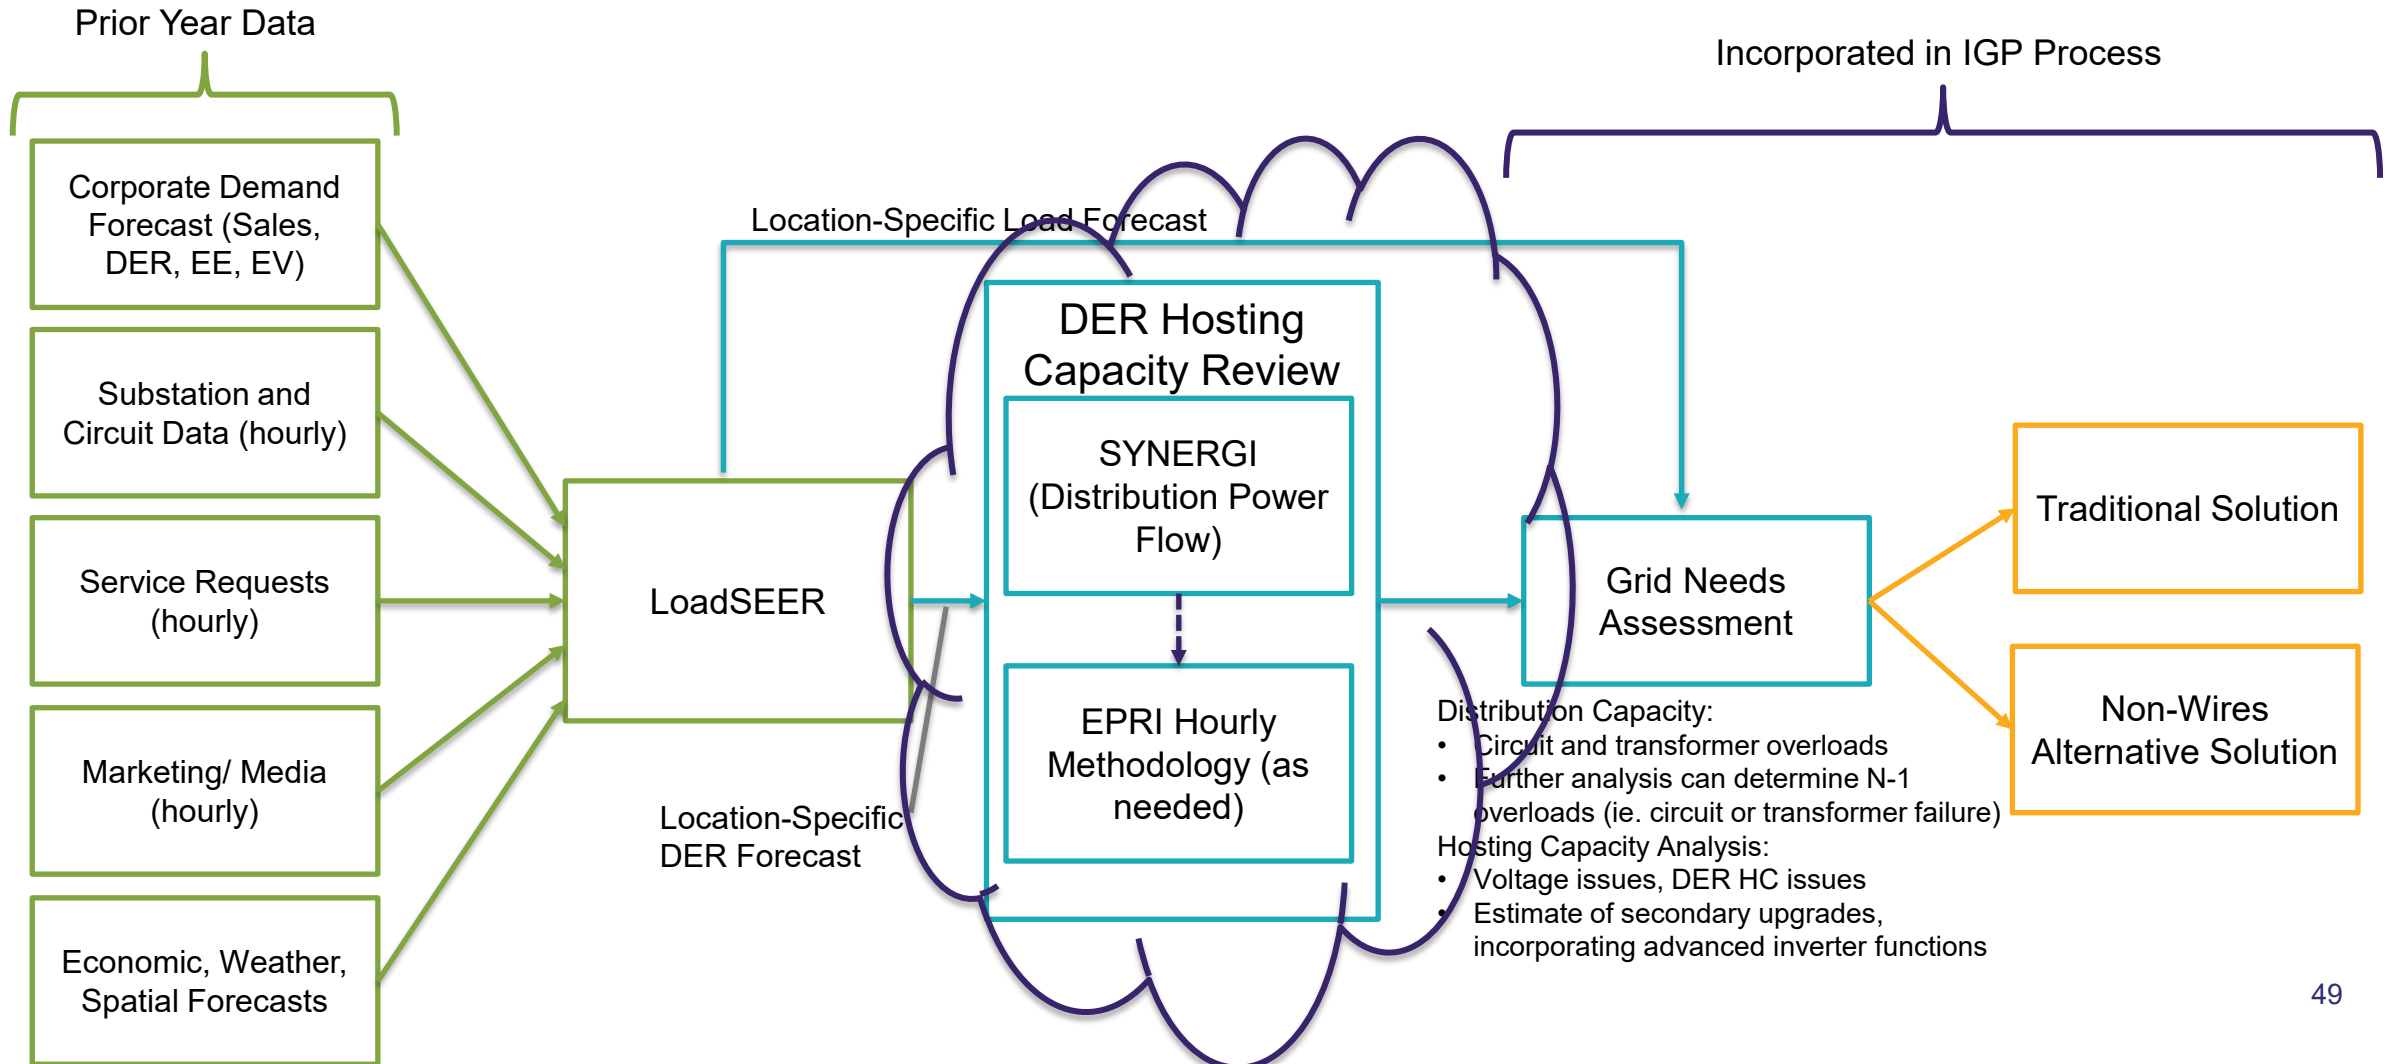 Prior Year Data
Incorporated in IGP Process
Corporate Demand
Forecast (Sales,
DER, EE, EV)
Substation and
Circuit Data (hourly)
Service Requests
(hourly)
Marketing/ Media
(hourly)
Economic, Weather,
Spatial Forecasts
LoadSEER
Location-Specific Load Forecast
Location-Specific
DER Forecast
DER Hosting
Capacity Review
SYNERGI
(Distribution Power
Flow)
EPRI Hourly
Methodology (as
needed)
Grid Needs
Assessment
Distribution Capacity:
• Circuit and transformer overloads
• Further analysis can determine N-1
overloads (ie. circuit or transformer failure)
Hosting Capacity Analysis:
• Voltage issues, DER HC issues
• Estimate of secondary upgrades,
incorporating advanced inverter functions
Traditional Solution
Non-Wires
Alternative Solution
49